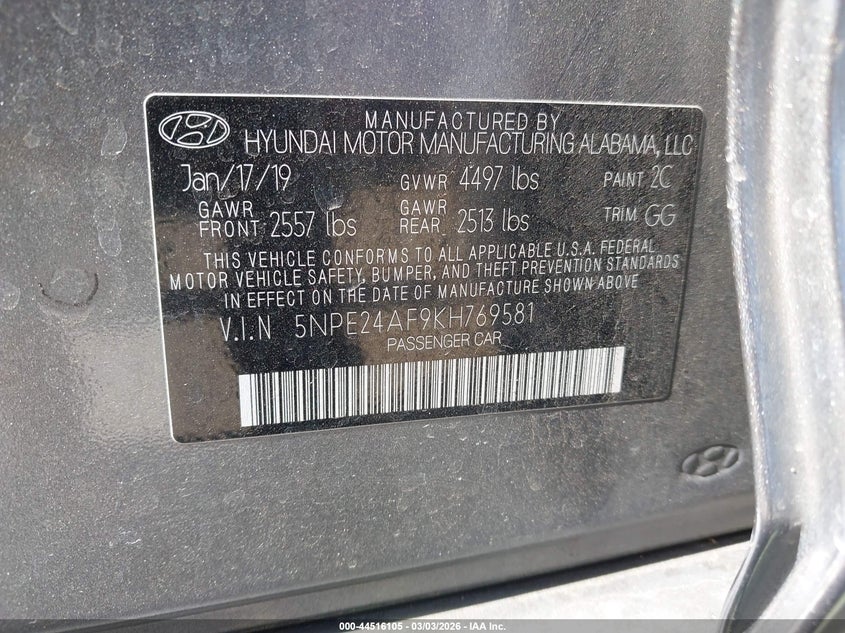 MANUFACTURED BY
HYUNDAI MOTOR MANUFACTURING ALABAMA, LLC
Jan/17/19 GVWR 4497 lbs PAINT 2C
GAWR FRONT 2557 lbs GAWR REAR 2513 lbs TRIM GG
THIS VEHICLE CONFORMS TO ALL APPLICABLE U.S.A. FEDERAL
MOTOR VEHICLE SAFETY, BUMPER, AND THEFT PREVENTION STANDARDS
IN EFFECT ON THE DATE OF MANUFACTURE SHOWN ABOVE
V.I.N 5NPE24AF9KH769581
PASSENGER CAR
000-44516105 - 03/03/2026 - IAA Inc.